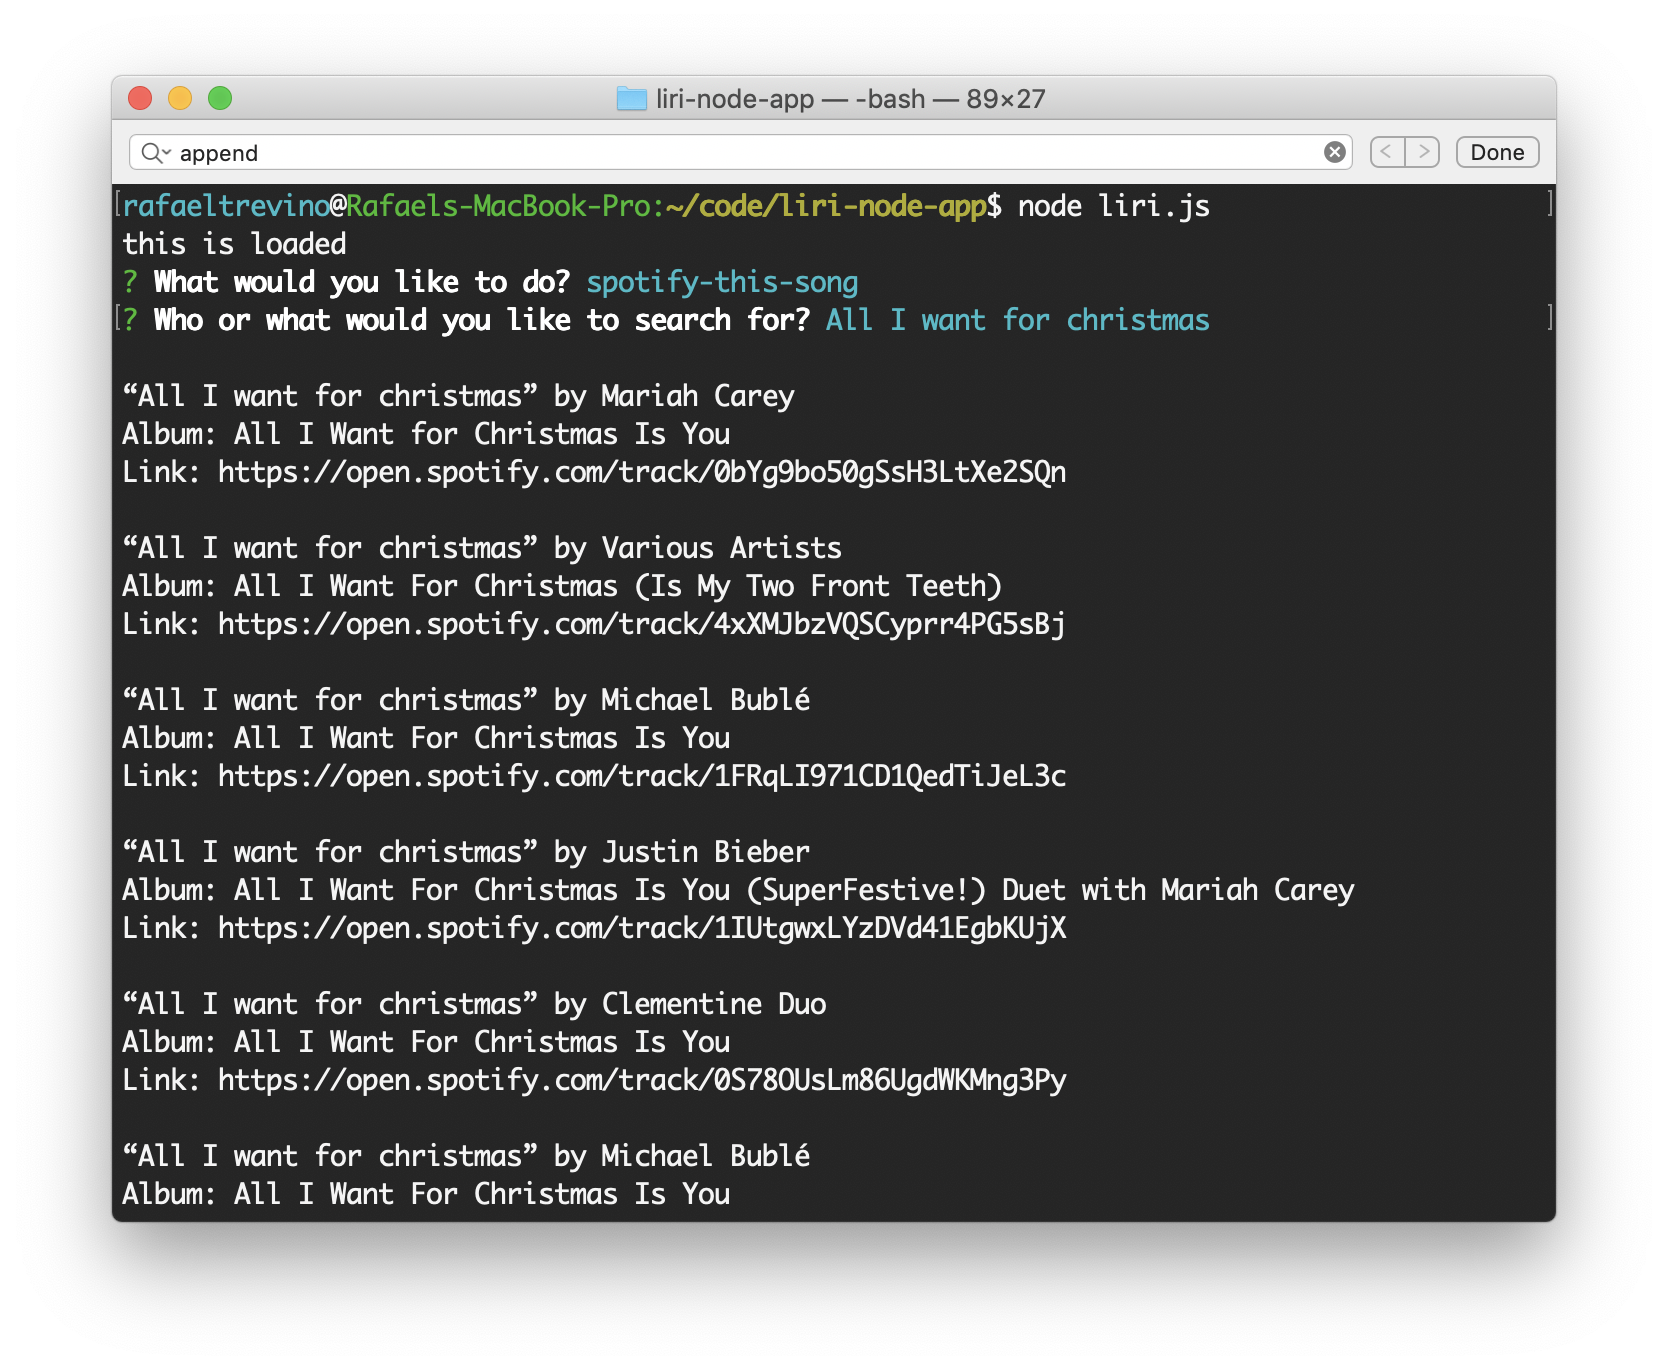 liri-node-app — -bash — 89×27
append
Done
rafaeltrevino@Rafaels-MacBook-Pro:~/code/liri-node-app$ node liri.js
this is loaded
? What would you like to do? spotify-this-song
? Who or what would you like to search for? All I want for christmas
“All I want for christmas” by Mariah Carey
Album: All I Want for Christmas Is You
Link: https://open.spotify.com/track/0bYg9bo50gSsH3LtXe2SQn
“All I want for christmas” by Various Artists
Album: All I Want For Christmas (Is My Two Front Teeth)
Link: https://open.spotify.com/track/4xXMJbzVQSCyprr4PG5sBj
“All I want for christmas” by Michael Bublé
Album: All I Want For Christmas Is You
Link: https://open.spotify.com/track/1FRqLI971CD1QedTiJeL3c
“All I want for christmas” by Justin Bieber
Album: All I Want For Christmas Is You (SuperFestive!) Duet with Mariah Carey
Link: https://open.spotify.com/track/1IUtgwxLYzDVd41EgbKUjX
“All I want for christmas” by Clementine Duo
Album: All I Want For Christmas Is You
Link: https://open.spotify.com/track/0S78OUsLm86UgdWKMng3Py
“All I want for christmas” by Michael Bublé
Album: All I Want For Christmas Is You